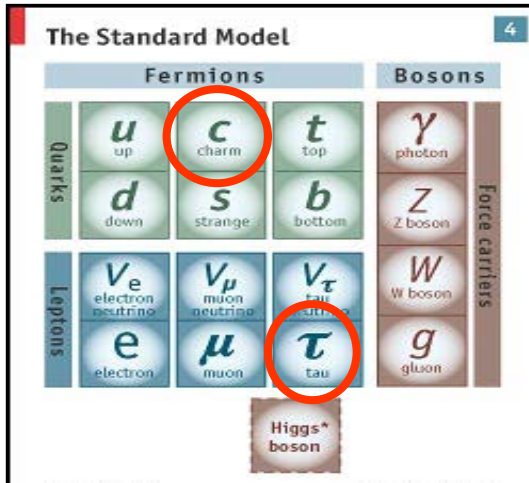 The Standard Model
4
Fermions
Bosons
Quarks
u
up
c
charm
t
top
d
down
s
strange
b
bottom
Leptons
νe
electron
neutrino
νμ
muon
neutrino
ντ
tau
neutrino
e
electron
μ
muon
τ
tau
γ
photon
Z
Z boson
W
W boson
g
gluon
Force carriers
Higgs*
boson